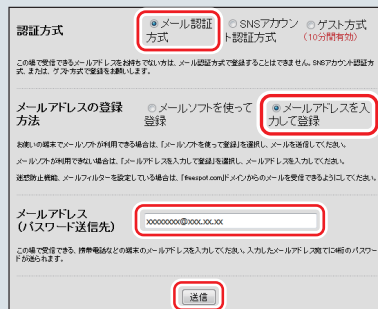 認証方式
メール認証方式
SNSアカウント認証方式
ゲスト方式
(10分間有効)
この場で受信できるメールアドレスをお持ちでない方は、メール認証方式で登録することはできません。SNSアカウント認証方
式、または、ゲスト方式で登録をお願いします。
メールアドレスの登録
方法
メールソフトを使って
登録
メールアドレスを入
力して登録
お使いの端末でメールソフトが利用できる場合は、「メールソフトを使って登録」を選択し、メールを送信してください。
メールソフトが利用できない場合は、「メールアドレスを入力して登録」を選択し、メールアドレスを入力してください。
迷惑防止機能、メールフィルターを設定している場合は、「freespot.com」ドメインからのメールを受信できるようにしてください。
メールアドレス
(パスワード送信先)
xxxxxxxx@xxx.xx.xx
この場で受信できる、携帯電話などの端末のメールアドレスを入力してください。入力したメールアドレス宛てに4桁のパスワー
ドが送られます。
送信